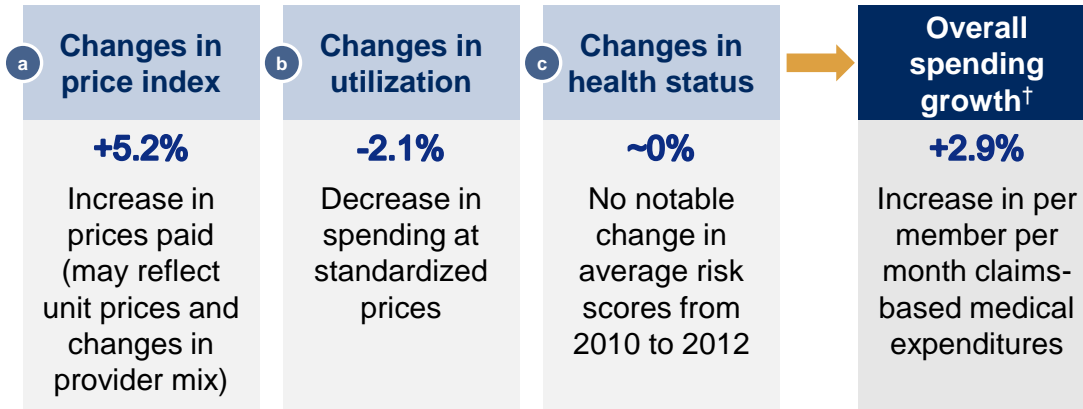 a
Changes in
price index
+5.2%
Increase in
prices paid
(may reflect
unit prices and
changes in
provider mix)
b
Changes in
utilization
-2.1%
Decrease in
spending at
standardized
prices
c
Changes in
health status
~0%
No notable
change in
average risk
scores from
2010 to 2012
Overall
spending
growth†
+2.9%
Increase in per
member per
month claims-
based medical
expenditures